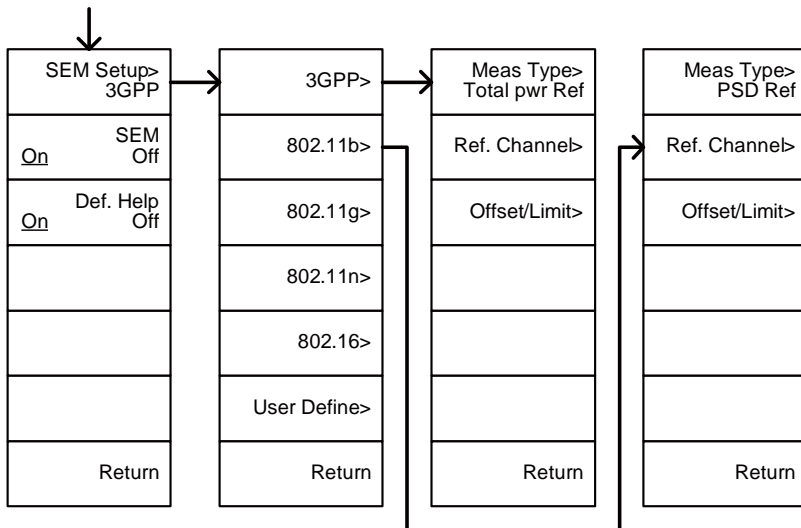 SEM Setup>
3GPP
SEM
On Off
Def. Help
On Off
Return
3GPP>
802.11b>
802.11g>
802.11n>
802.16>
User Define>
Return
Meas Type>
Total pwr Ref
Ref. Channel>
Offset/Limit>
Return
Meas Type>
PSD Ref
Ref. Channel>
Offset/Limit>
Return